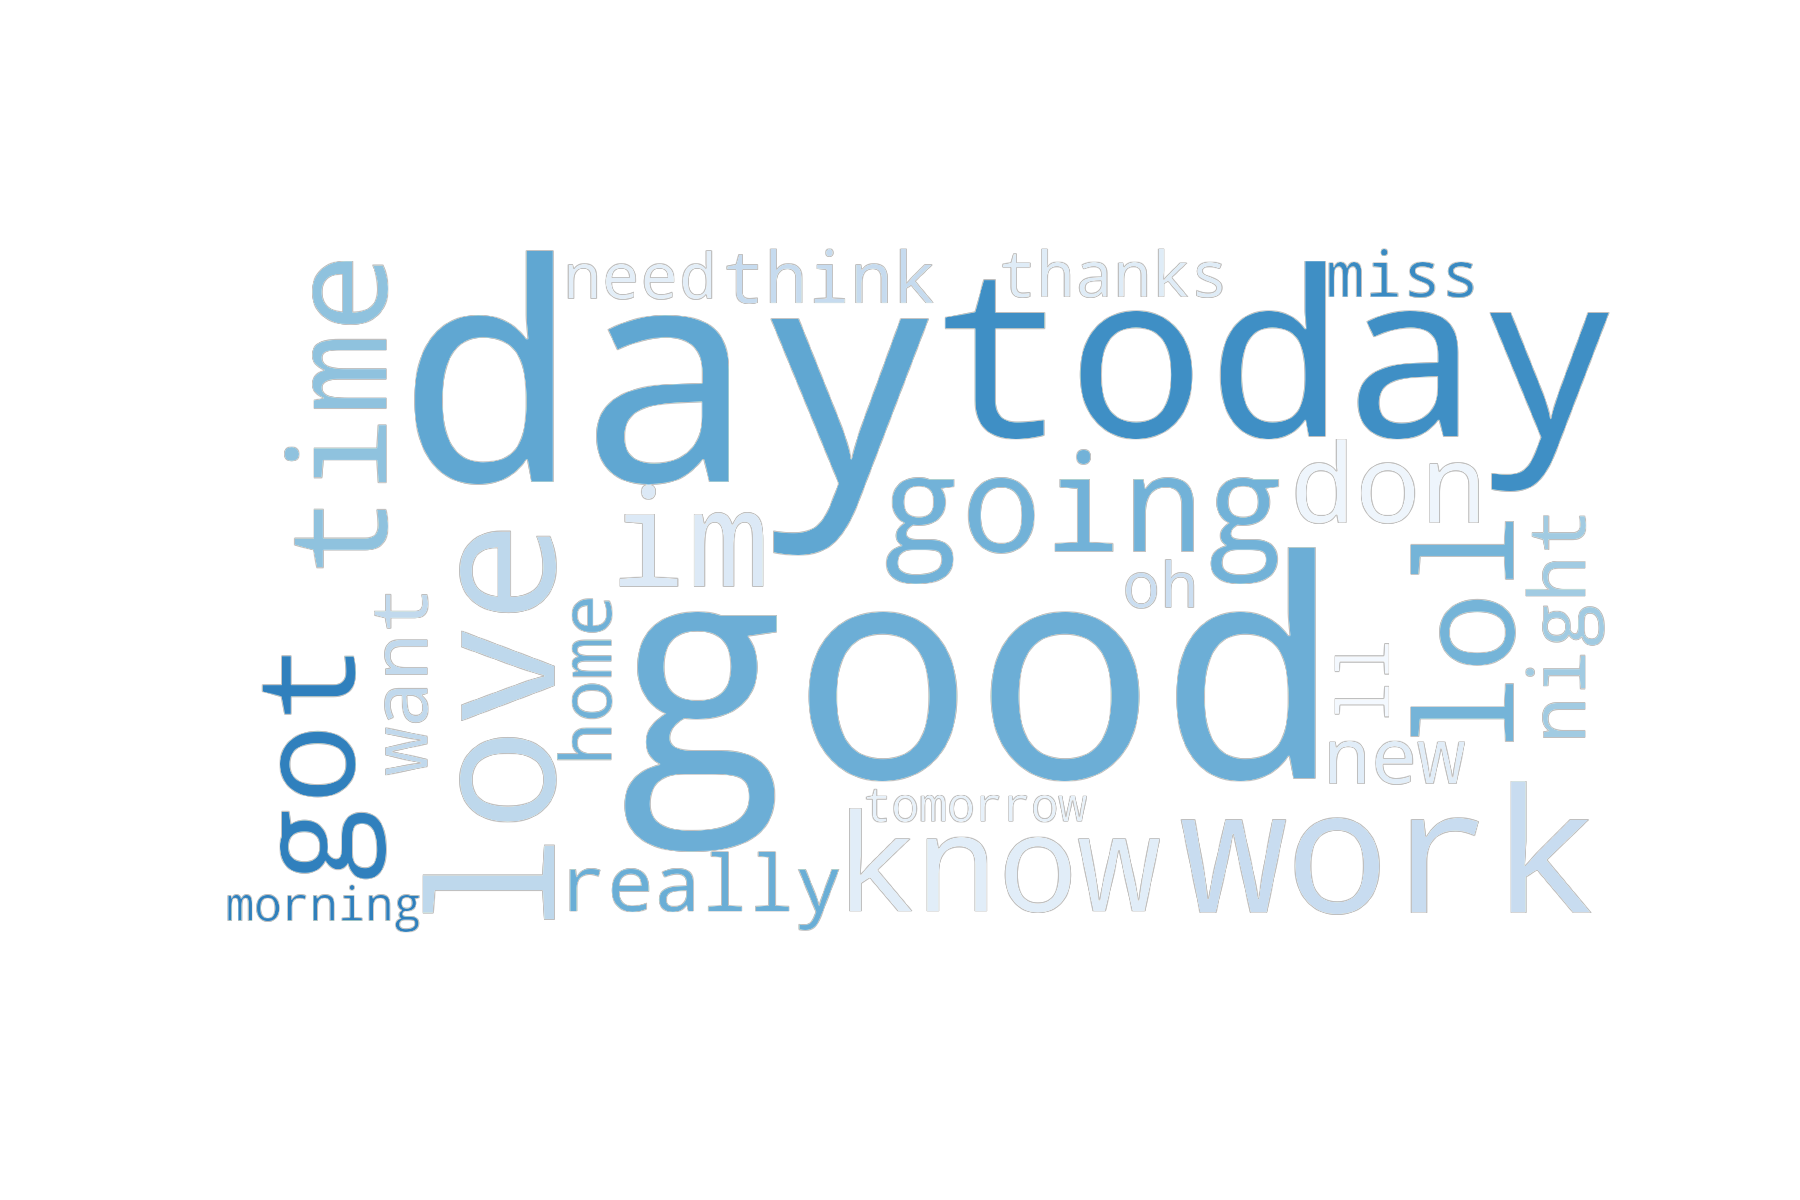 need think thanks miss
day today
time
going don
im
love
oh
lol night
want
home
good
ll
got
new
tomorrow
know work
really
morning